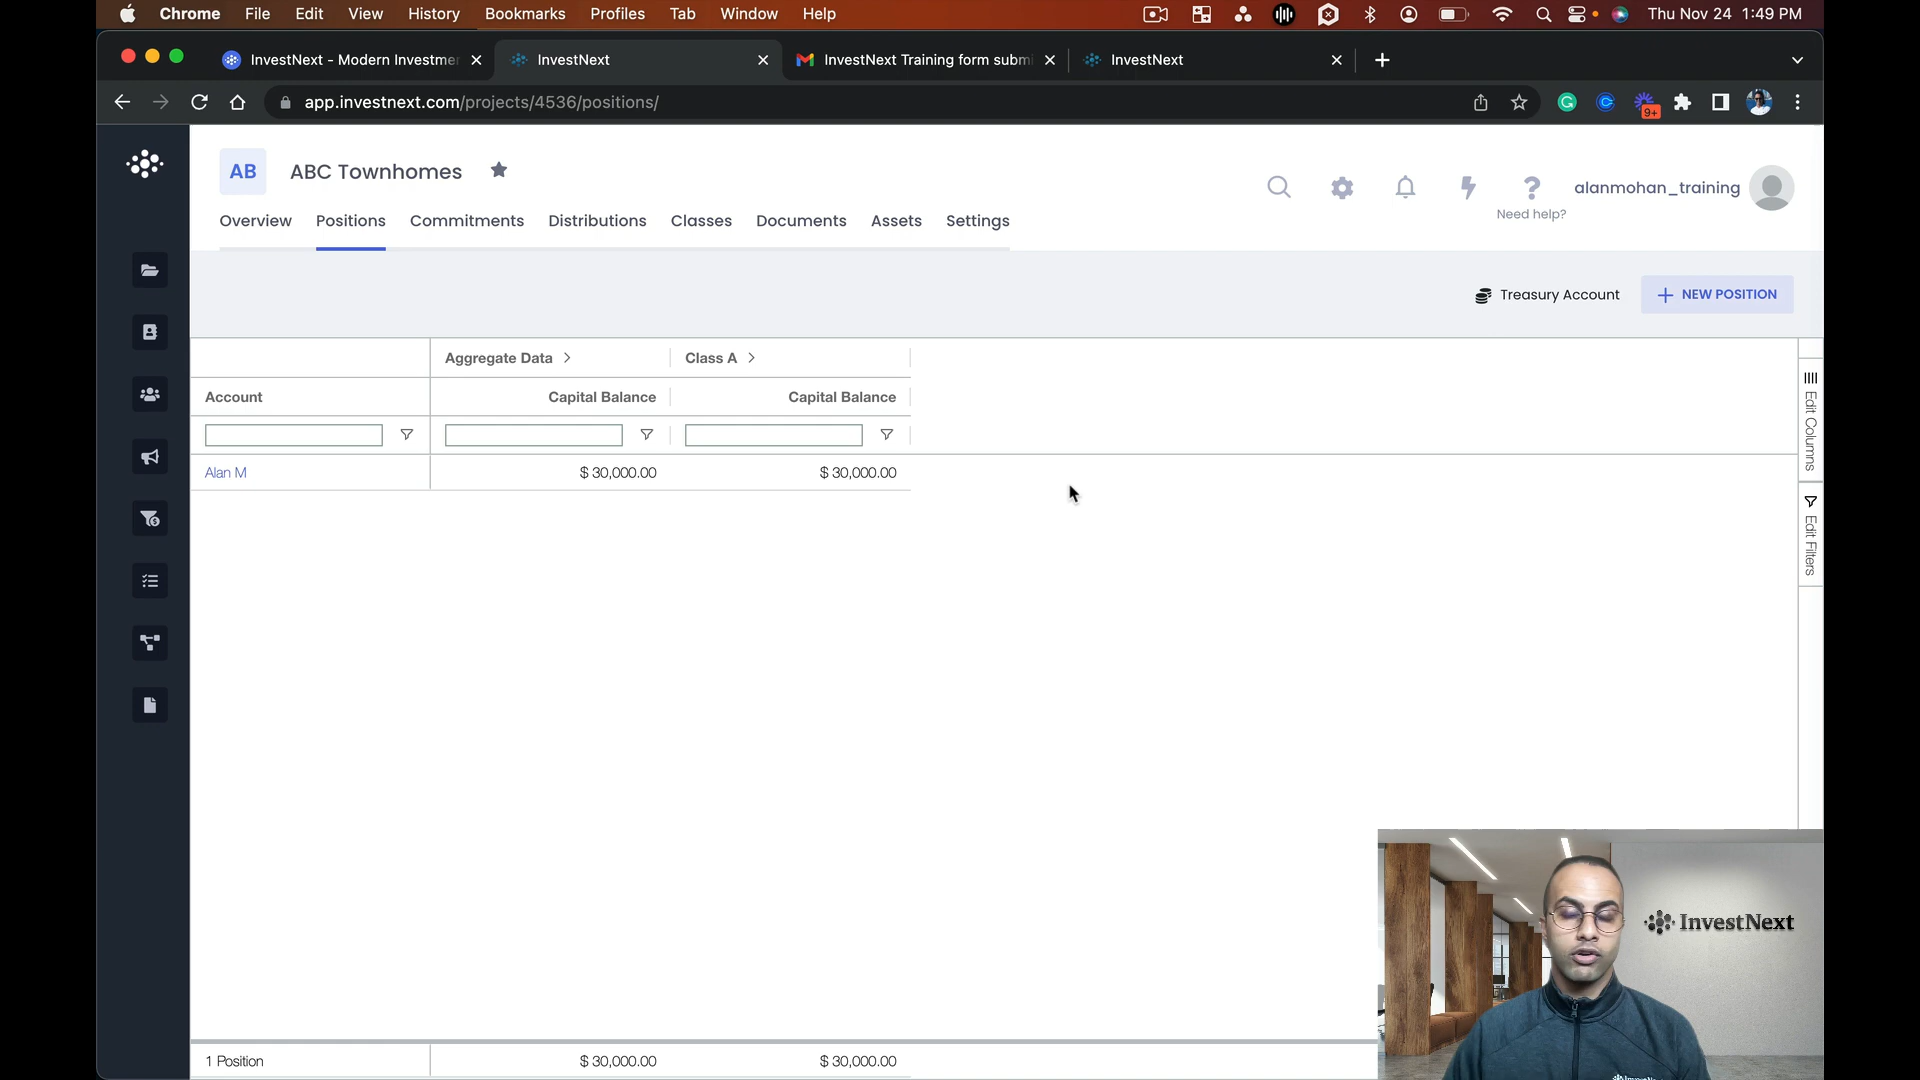 Chrome File Edit View History Bookmarks Profiles Tab Window Help Thu Nov 24 1:49 PM
InvestNext - Modern Investme InvestNext InvestNext Training form subm InvestNext
app.investnext.com/projects/4536/positions/
9+
AB ABC Townhomes
alanmohan_training
Need help?
Overview Positions Commitments Distributions Classes Documents Assets Settings
Treasury Account + NEW POSITION
Aggregate Data > Class A >
Account Capital Balance Capital Balance
Alan M $ 30,000.00 $ 30,000.00
Edit Columns
Edit Filters
InvestNext
1 Position $ 30,000.00 $ 30,000.00